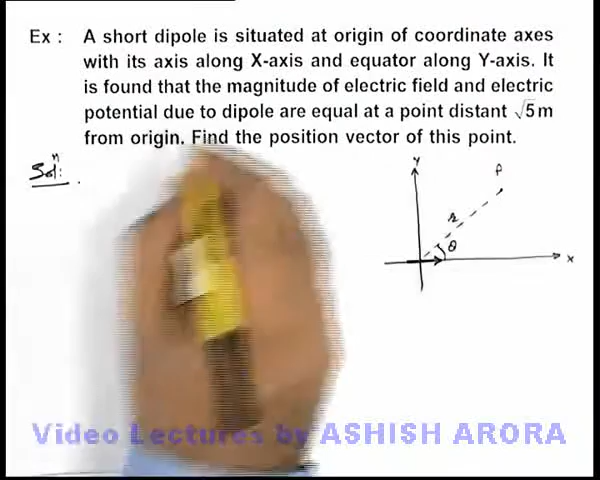 Ex : A short dipole is situated at origin of coordinate axes
with its axis along X-axis and equator along Y-axis. It
is found that the magnitude of electric field and electric
potential due to dipole are equal at a point distant √5 m
from origin. Find the position vector of this point.
Solⁿ: .
Y
P
r
θ
x
Video Lectures by ASHISH ARORA